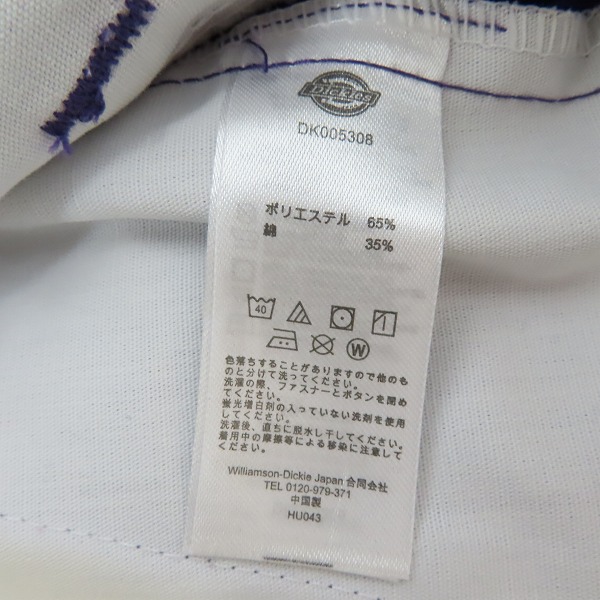 Dickies
DK005308
ポリエステル 65%
綿 35%
40
W
色落ちすることがありますので他のも
のと分けて洗ってください。
洗濯の際、ファスナーとボタンを閉め
てください。
蛍光増白剤の入っていない洗剤を使用
してください。
洗濯後、直ちに脱水し干してください。
着用中の摩擦等による移染に注意して
ください。
Williamson-Dickie Japan 合同会社
TEL 0120-979-371
中国製
HU043